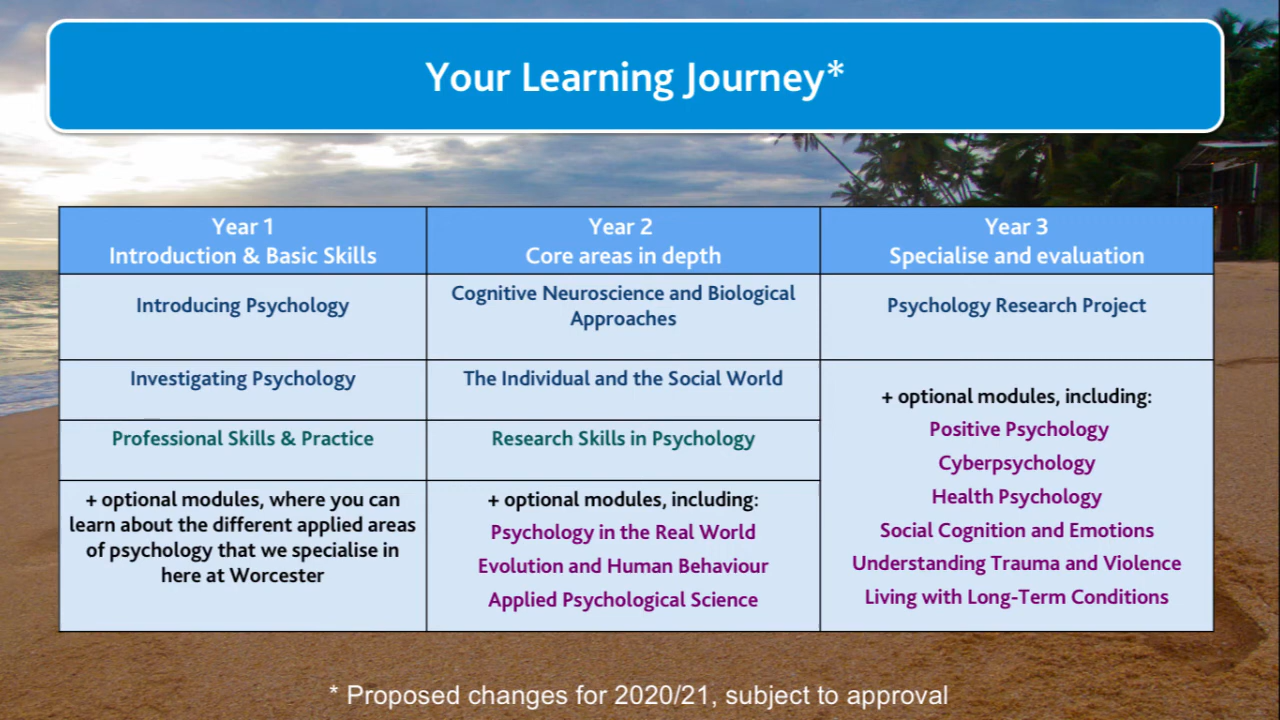 Your Learning Journey*
Year 1
Introduction & Basic Skills
Year 2
Core areas in depth
Year 3
Specialise and evaluation
Introducing Psychology
Cognitive Neuroscience and Biological
Approaches
Psychology Research Project
Investigating Psychology
The Individual and the Social World
Professional Skills & Practice
Research Skills in Psychology
+ optional modules, where you can
learn about the different applied areas
of psychology that we specialise in
here at Worcester
+ optional modules, including:
Psychology in the Real World
Evolution and Human Behaviour
Applied Psychological Science
+ optional modules, including:
Positive Psychology
Cyberpsychology
Health Psychology
Social Cognition and Emotions
Understanding Trauma and Violence
Living with Long-Term Conditions
* Proposed changes for 2020/21, subject to approval